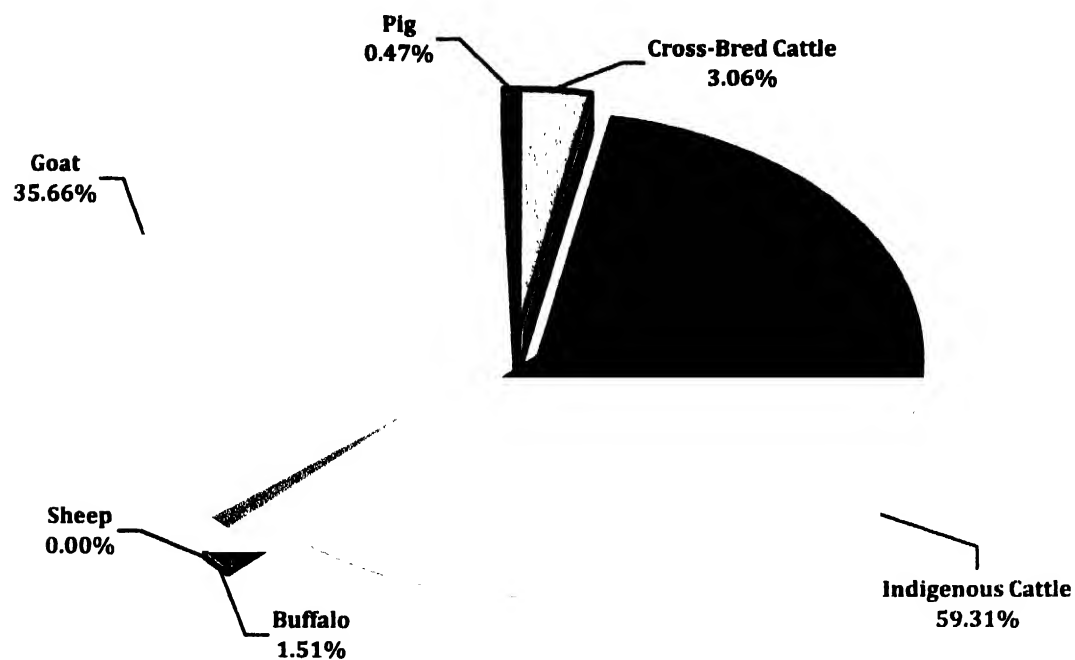 Pig
0.47%
Cross-Bred Cattle
3.06%
Goat
35.66%
Sheep
0.00%
Buffalo
1.51%
Indigenous Cattle
59.31%